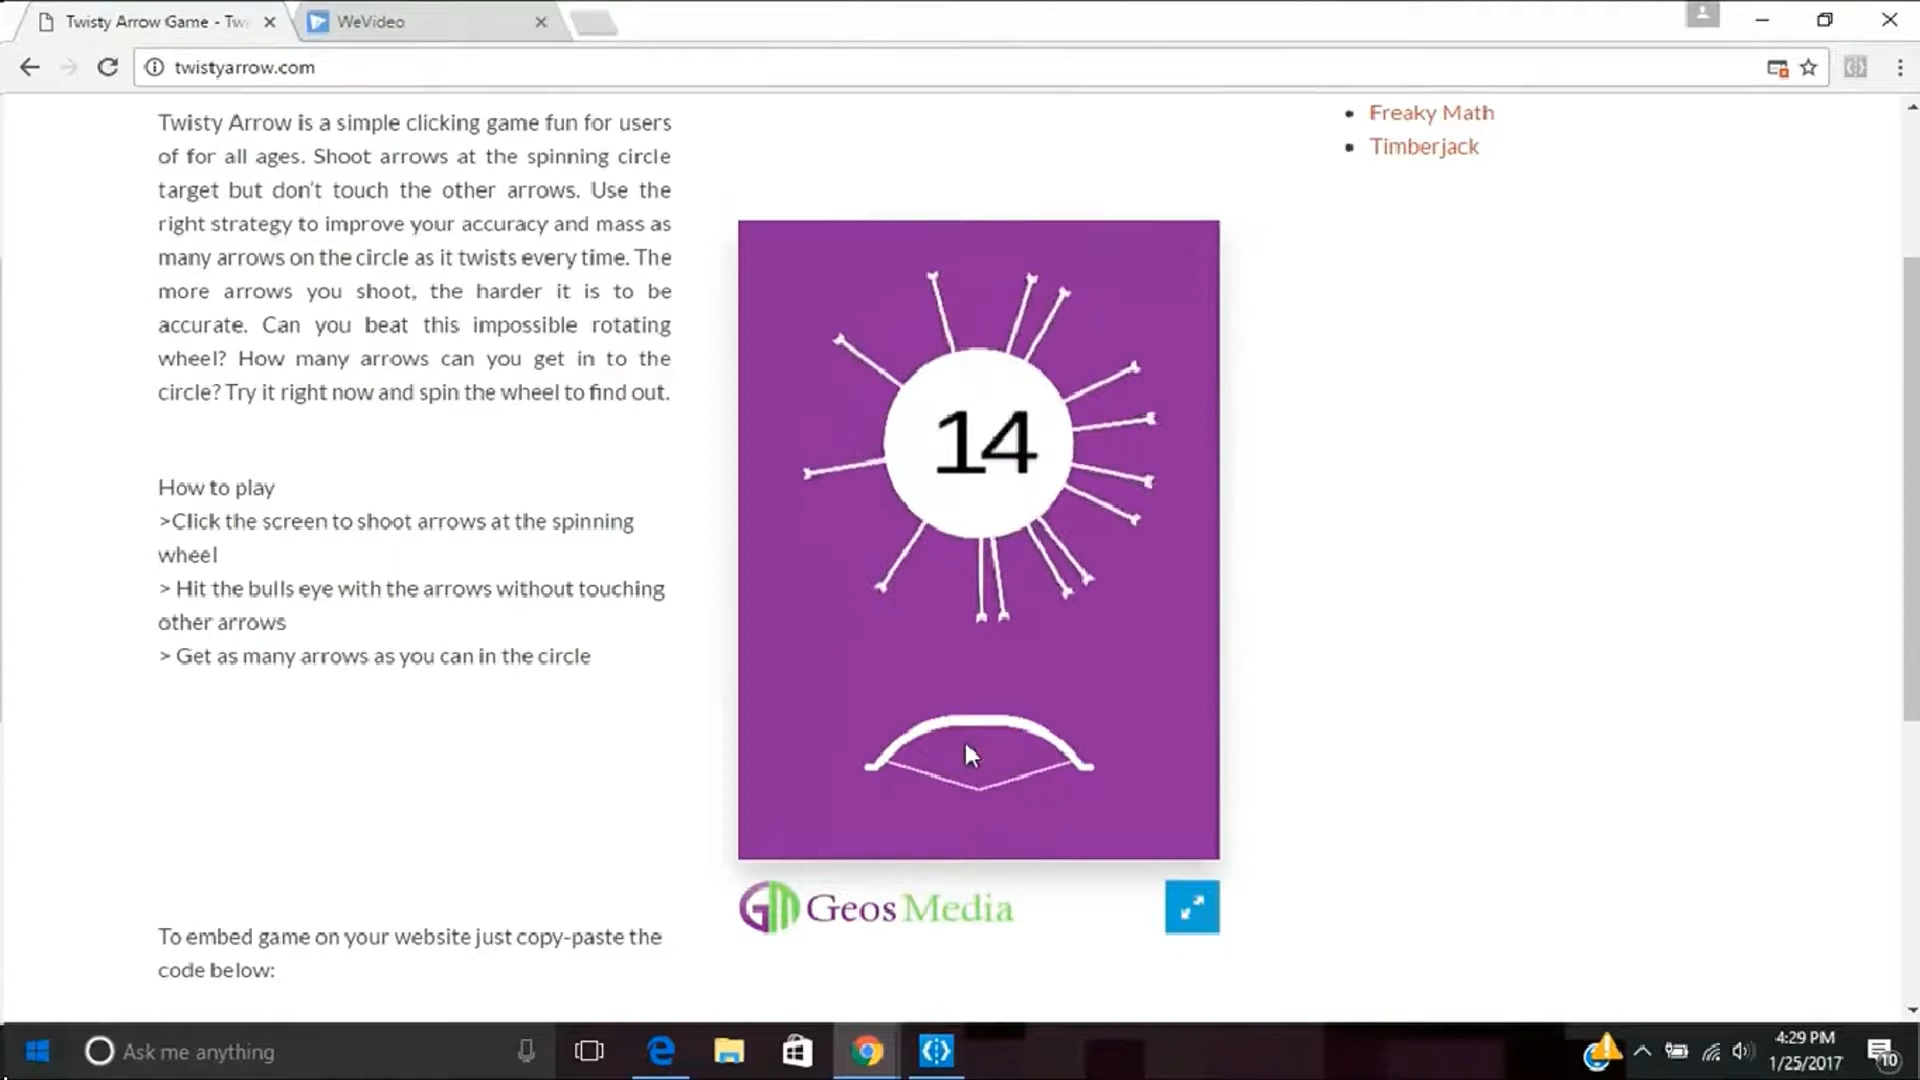 Twisty Arrow Game - Tw
WeVideo
twistyarrow.com
Twisty Arrow is a simple clicking game fun for users
of for all ages. Shoot arrows at the spinning circle
target but don't touch the other arrows. Use the
right strategy to improve your accuracy and mass as
many arrows on the circle as it twists every time. The
more arrows you shoot, the harder it is to be
accurate. Can you beat this impossible rotating
wheel? How many arrows can you get in to the
circle? Try it right now and spin the wheel to find out.
How to play
>Click the screen to shoot arrows at the spinning
wheel
> Hit the bulls eye with the arrows without touching
other arrows
> Get as many arrows as you can in the circle
To embed game on your website just copy-paste the
code below:
14
GM Geos Media
Freaky Math
Timberjack
Ask me anything
4:29 PM
1/25/2017
10